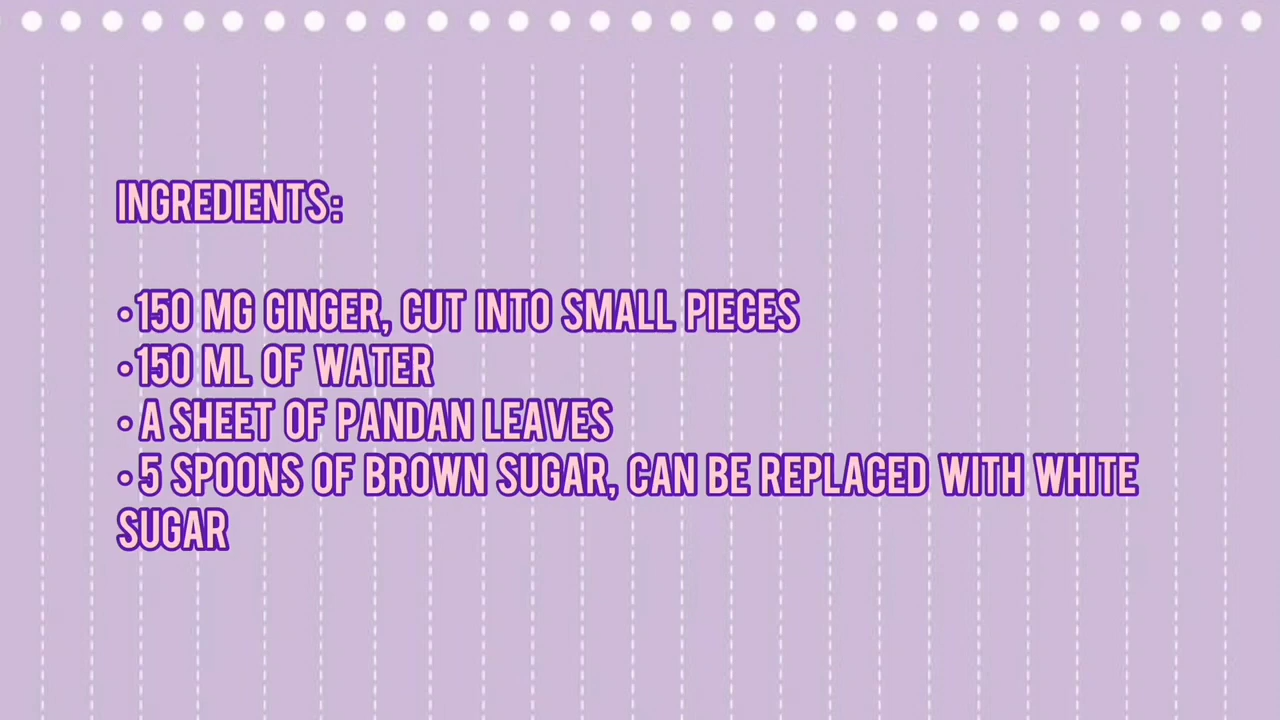 INGREDIENTS:
•150 MG GINGER, CUT INTO SMALL PIECES
•150 ML OF WATER
• A SHEET OF PANDAN LEAVES
• 5 SPOONS OF BROWN SUGAR, CAN BE REPLACED WITH WHITE
SUGAR